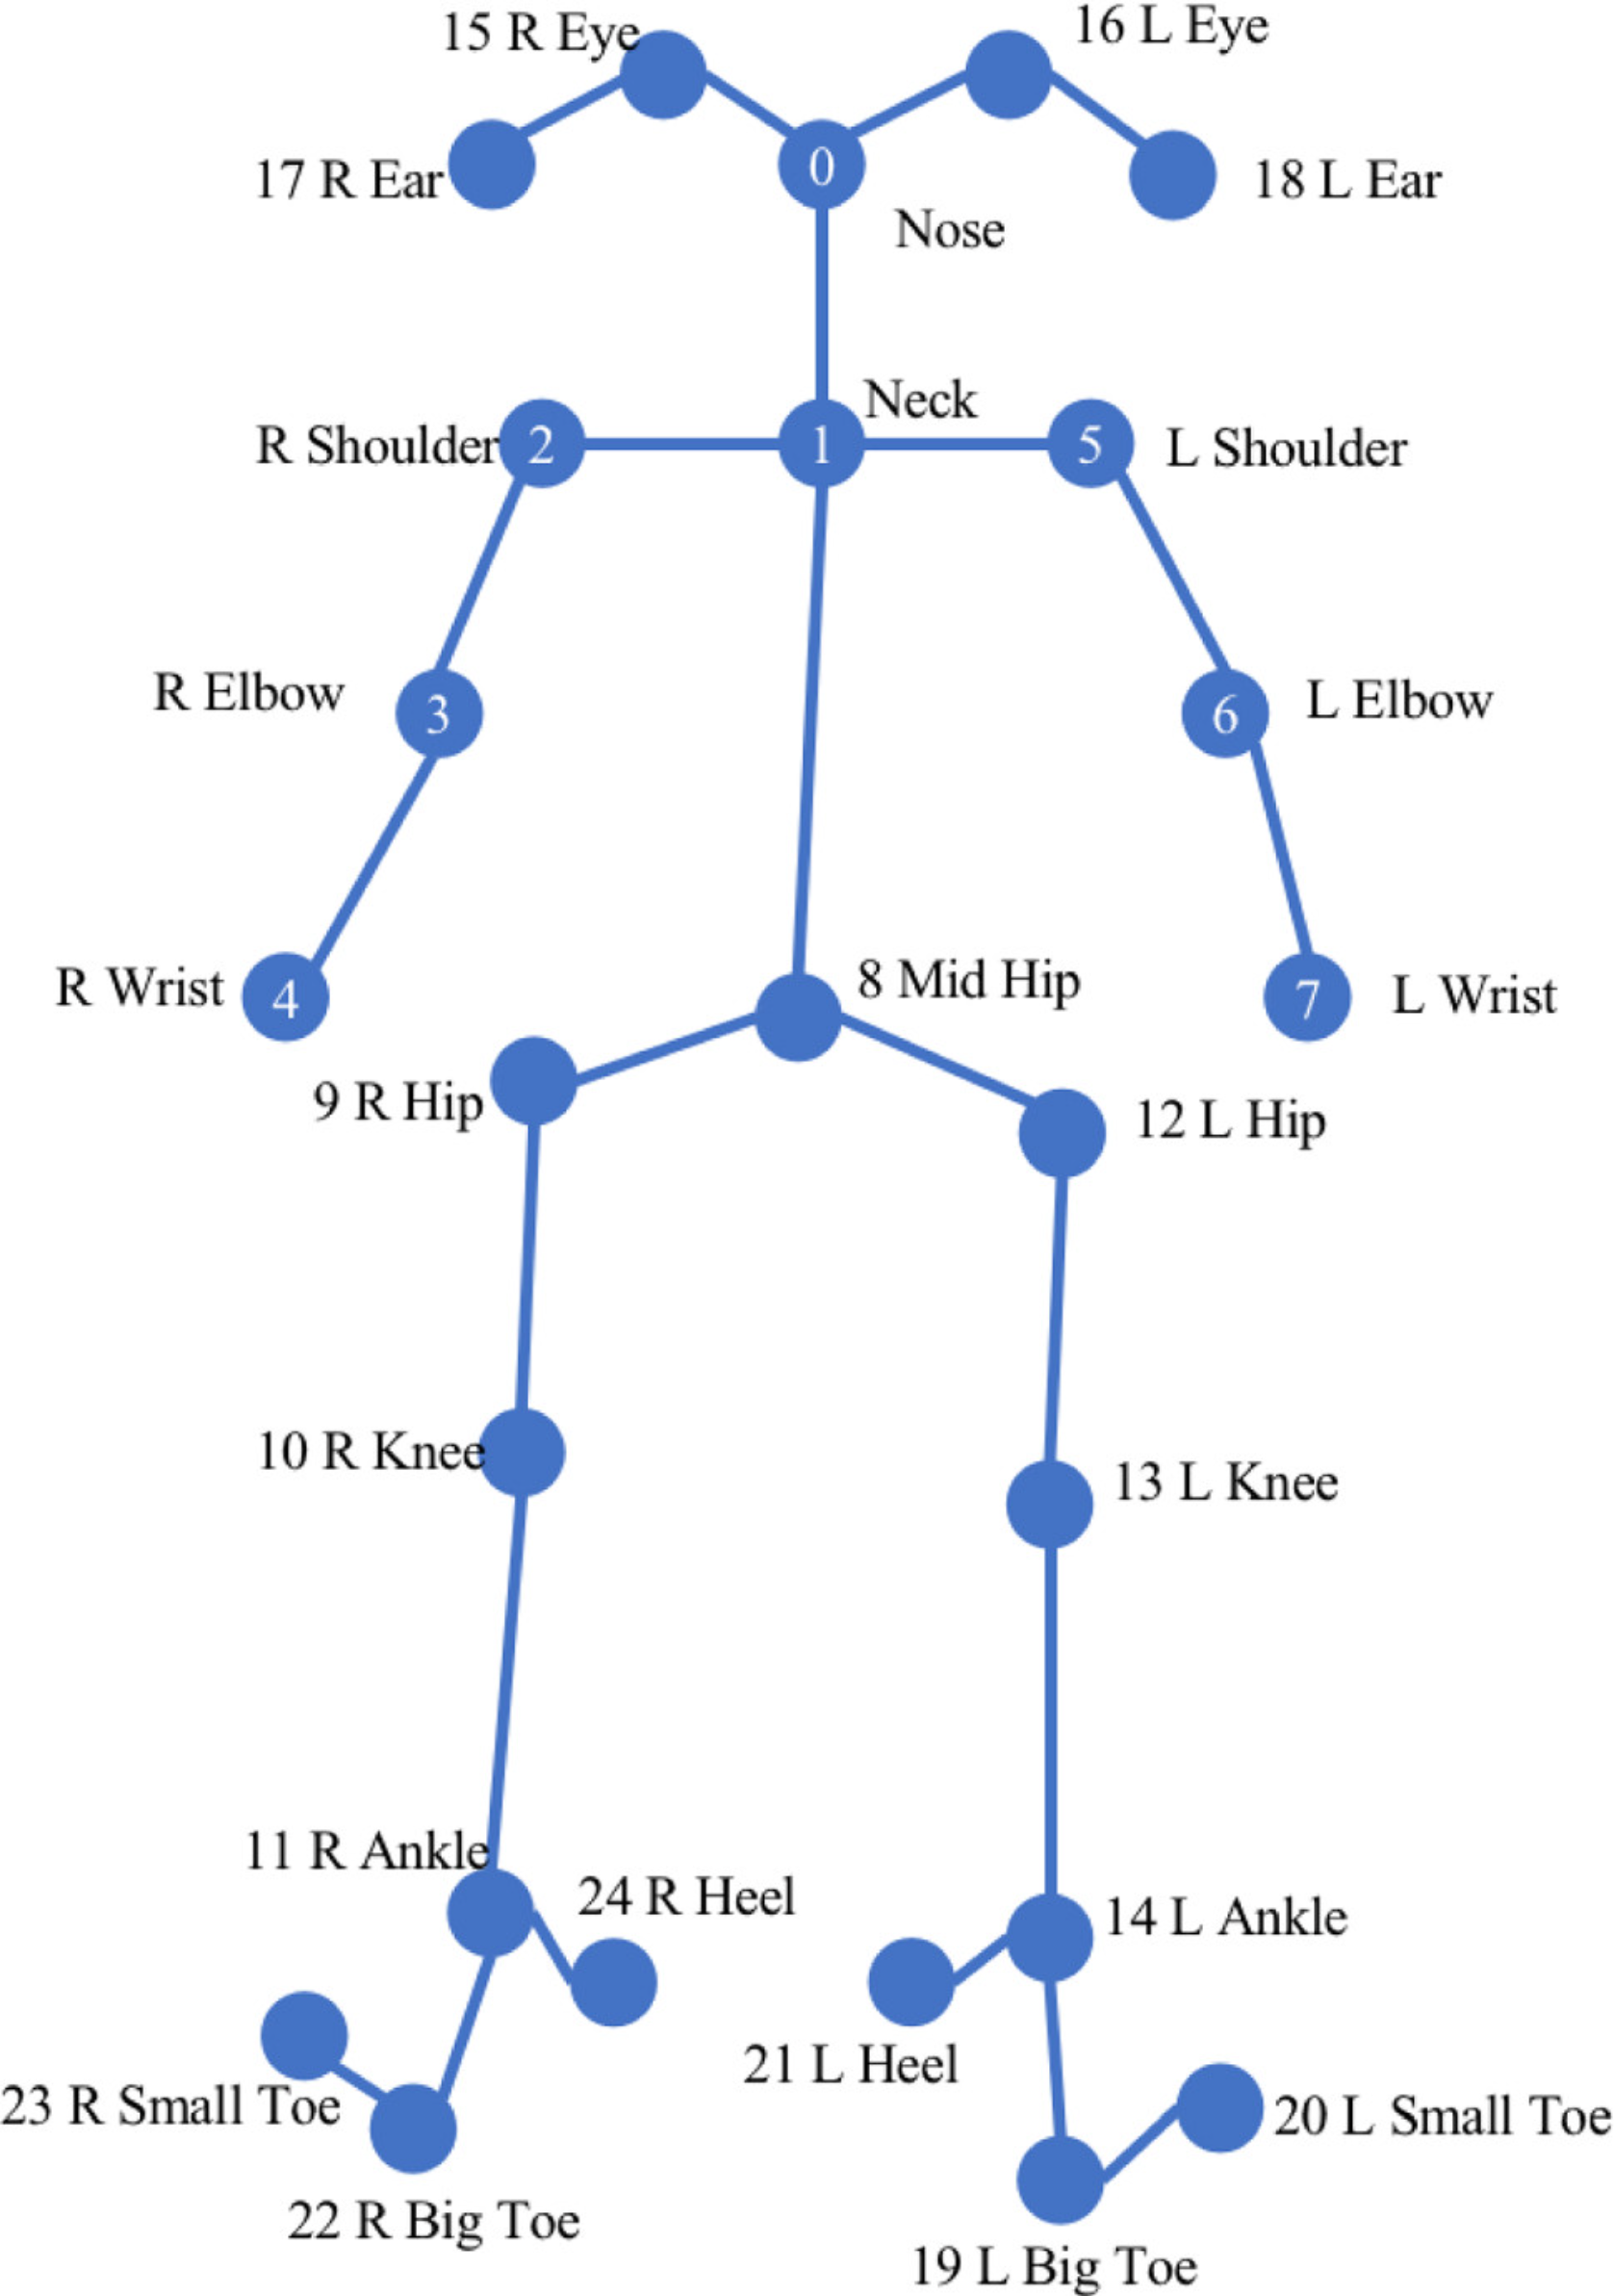 15 R Eye
16 L Eye
17 R Ear
0
18 L Ear
Nose
Neck
R Shoulder
2
1
5
L Shoulder
R Elbow
3
6
L Elbow
R Wrist
4
8 Mid Hip
7
L Wrist
9 R Hip
12 L Hip
10 R Knee
13 L Knee
11 R Ankle
24 R Heel
14 L Ankle
21 L Heel
23 R Small Toe
20 L Small Toe
22 R Big Toe
19 L Big Toe